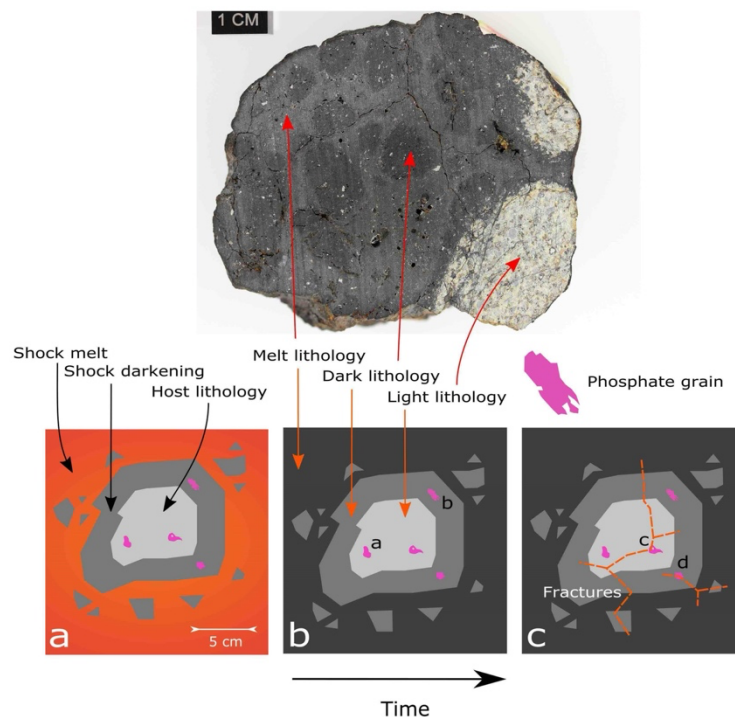 1 CM
Shock melt
Shock darkening
Host lithology
Melt lithology
Dark lithology
Light lithology
Phosphate grain
a
5 cm
b
a
b
c
c
d
Fractures
Time